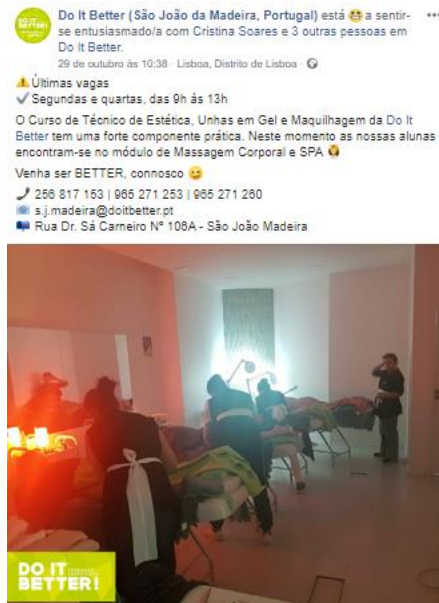 Do It Better (São João da Madeira, Portugal) está 😁 a sentir-
se entusiasmado/a com Cristina Soares e 3 outras pessoas em
Do It Better.
29 de outubro às 10:38 · Lisboa, Distrito de Lisboa ·
⚠️Últimas vagas
✔️Segundas e quartas, das 9h ás 13h
O Curso de Técnico de Estética, Unhas em Gel e Maquilhagem da Do It
Better tem uma forte componente prática. Neste momento as nossas alunas
encontram-se no módulo de Massagem Corporal e SPA 💆
Venha ser BETTER, connosco 😉
256 817 153 | 965 271 253 | 965 271 260
s.j.madeira@doitbetter.pt
Rua Dr. Sá Carneiro Nº 106A - São João Madeira
DO IT
BETTER!